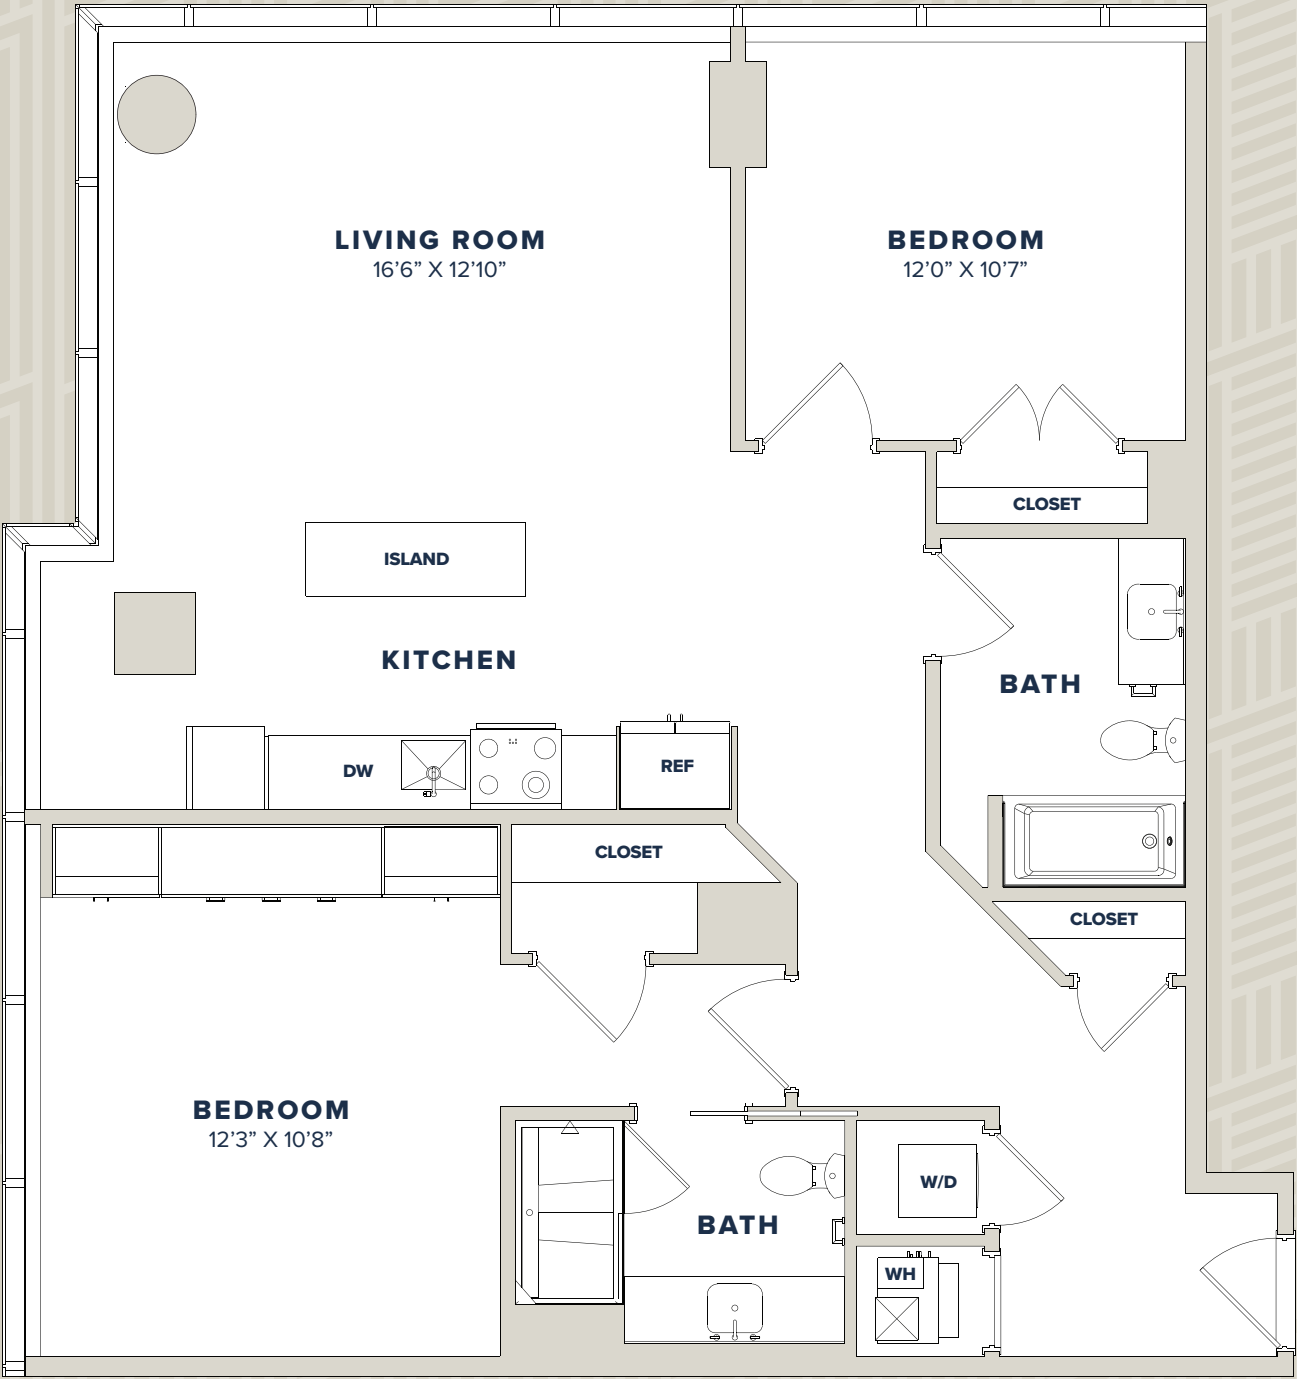 LIVING ROOM
16’6” X 12’10”
BEDROOM
12’0” X 10’7”
CLOSET
ISLAND
KITCHEN
BATH
DW
REF
CLOSET
CLOSET
BEDROOM
12’3” X 10’8”
W/D
BATH
WH